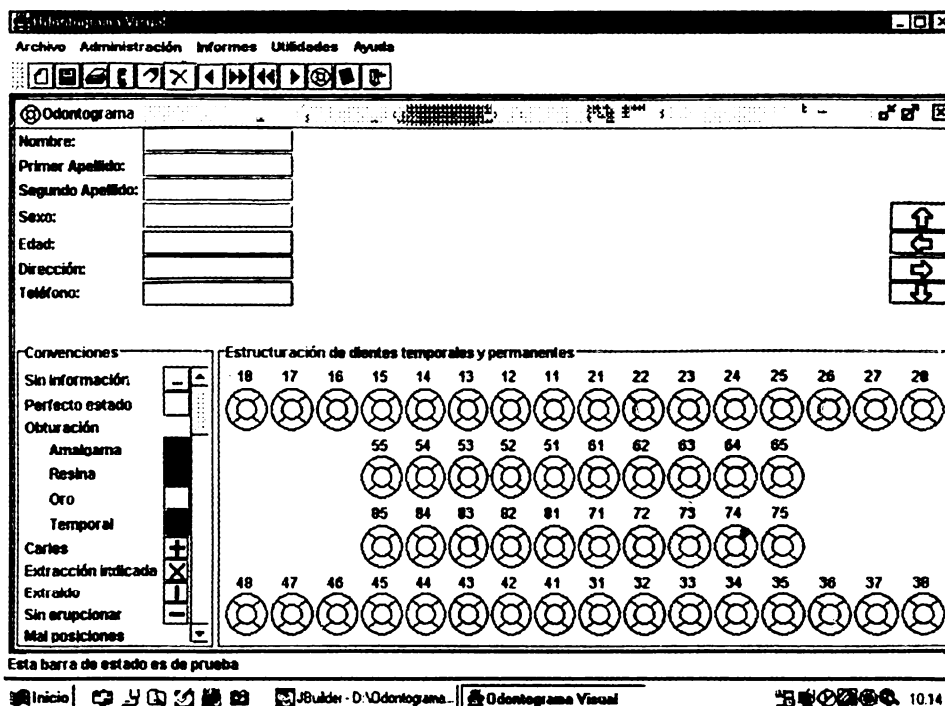 Odontograma Visual
Archivo Administración Informes Utilidades Ayuda
Odontograma
Nombre:
Primer Apellido:
Segundo Apellido:
Sexo:
Edad:
Dirección:
Teléfono:
Convenciones
Sin información
Perfecto estado
Obturación
Amalgama
Resina
Oro
Temporal
Caries
Extracción indicada
Extraído
Sin erupcionar
Mal posiciones
Estructuración de dientes temporales y permanentes
18 17 16 15 14 13 12 11 21 22 23 24 25 26 27 28
55 54 53 52 51 61 62 63 64 65
85 84 83 82 81 71 72 73 74 75
48 47 46 45 44 43 42 41 31 32 33 34 35 36 37 38
Esta barra de estado es de prueba
Inicio JBuilder - D:\Odontograma... Odontograma Visual 10.14